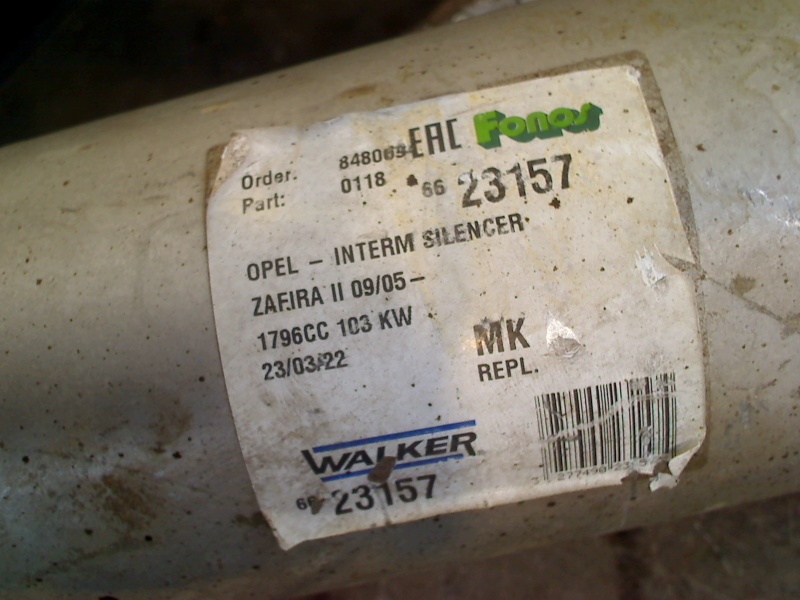 Order: 848069 EAC Fonos
Part: 0118 66 23157
OPEL - INTERM SILENCER
ZAFIRA II 09/05-
1796CC 103 KW
23/03/22
MK
REPL.
WALKER
66 23157